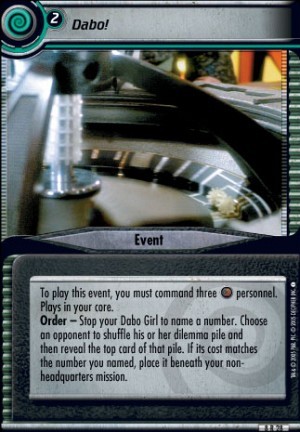 2
Dabo!
Event
To play this event, you must command three personnel.
Plays in your core.
Order – Stop your Dabo Girl to name a number. Choose
an opponent to shuffle his or her dilemma pile and
then reveal the top card of that pile. If its cost matches
the number you named, place it beneath your non-
headquarters mission.